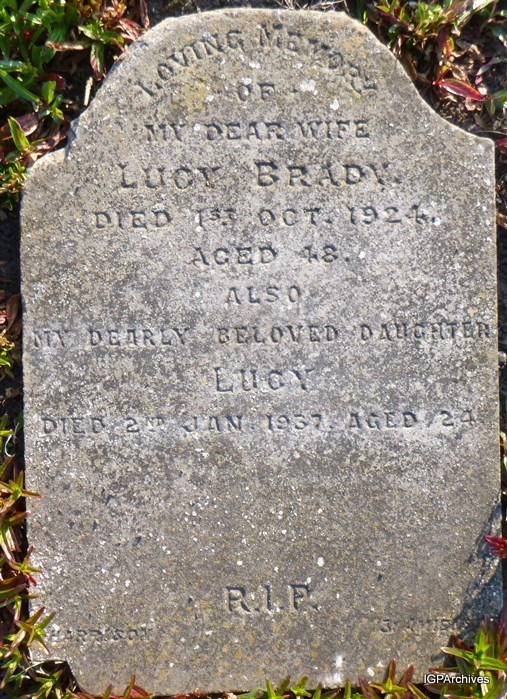 LOVING MEMORY
OF
MY DEAR WIFE
LUCY BRADY.
DIED 1ST OCT. 1924.
AGED 48.
ALSO
MY DEARLY BELOVED DAUGHTER
LUCY
DIED 2ND JAN. 1937. AGED 24
R.I.P.
HARRISON
IGPArchives